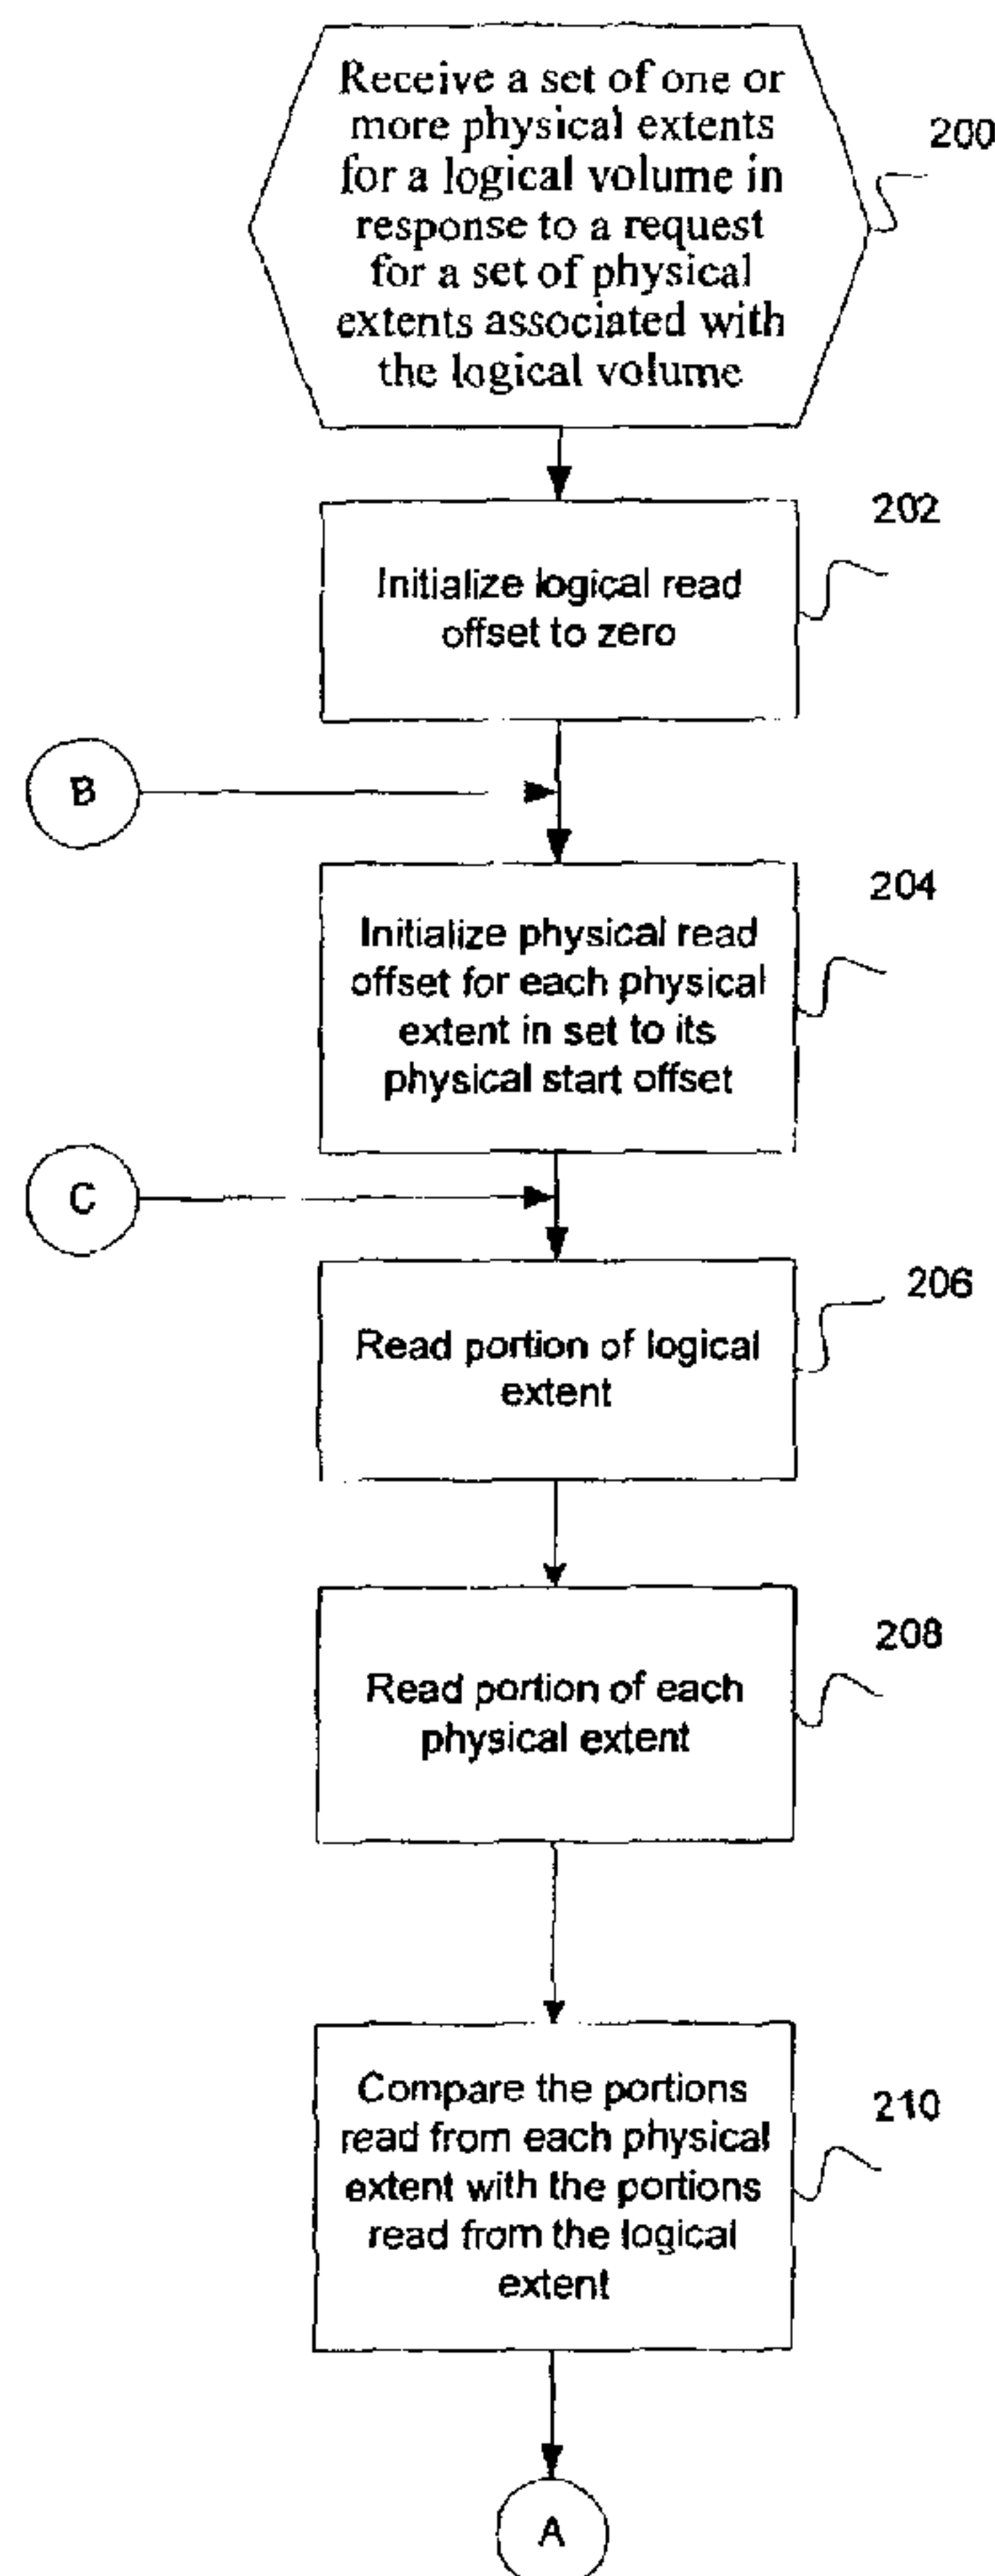 Receive a set of one or
more physical extents
for a logical volume in
response to a request
for a set of physical
extents associated with
the logical volume
200
202
Initialize logical read
offset to zero
B
204
Initialize physical read
offset for each physical
extent in set to its
physical start offset
C
206
Read portion of logical
extent
208
Read portion of each
physical extent
210
Compare the portions
read from each physical
extent with the portions
read from the logical
extent
A